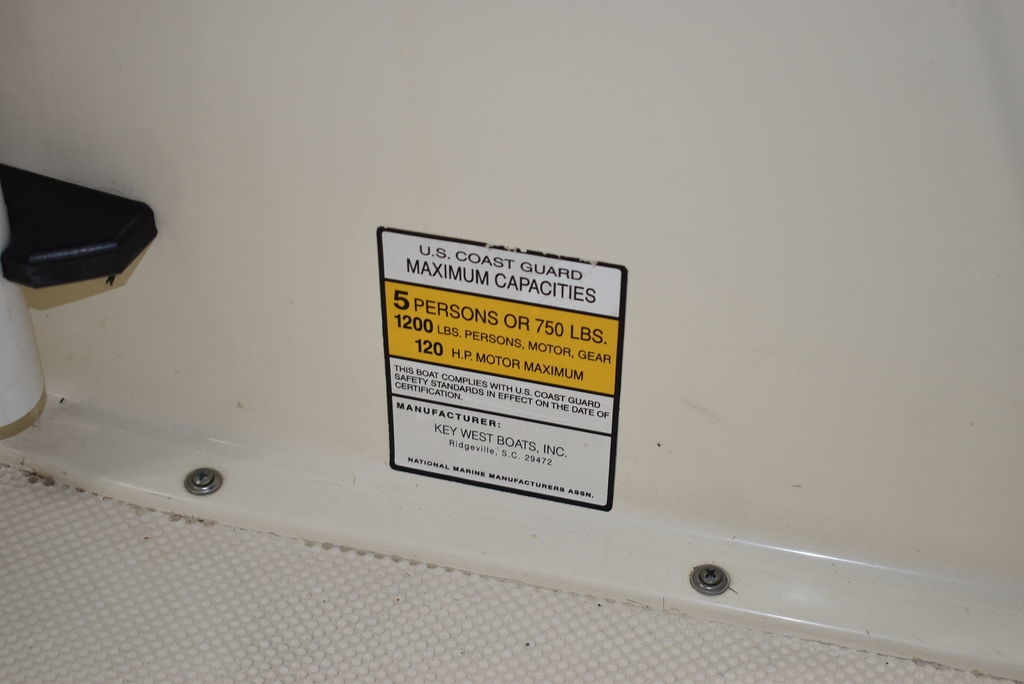 U.S. COAST GUARD
MAXIMUM CAPACITIES
5 PERSONS OR 750 LBS.
1200 LBS. PERSONS, MOTOR, GEAR
120 H.P. MOTOR MAXIMUM
THIS BOAT COMPLIES WITH U.S. COAST GUARD
SAFETY STANDARDS IN EFFECT ON THE DATE OF
CERTIFICATION.
MANUFACTURER:
KEY WEST BOATS, INC.
Ridgeville, S.C. 29472
NATIONAL MARINE MANUFACTURERS ASSN.